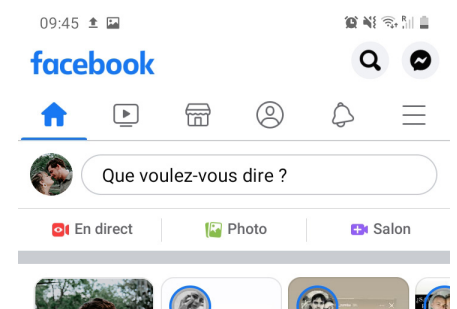 09:45
facebook
Que voulez-vous dire ?
En direct
Photo
Salon